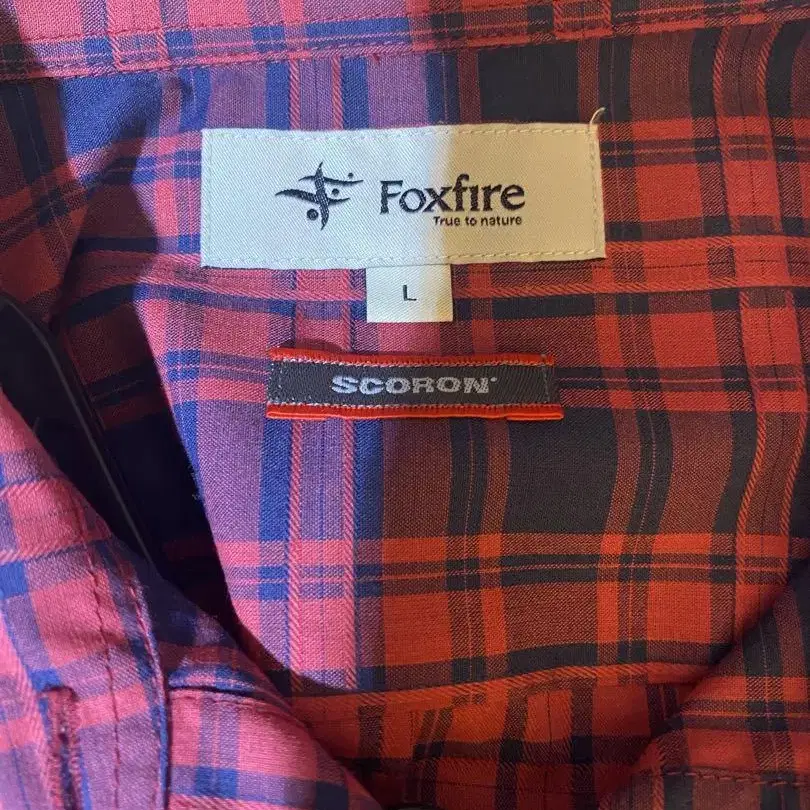 Foxfire
True to nature
L
SCORON